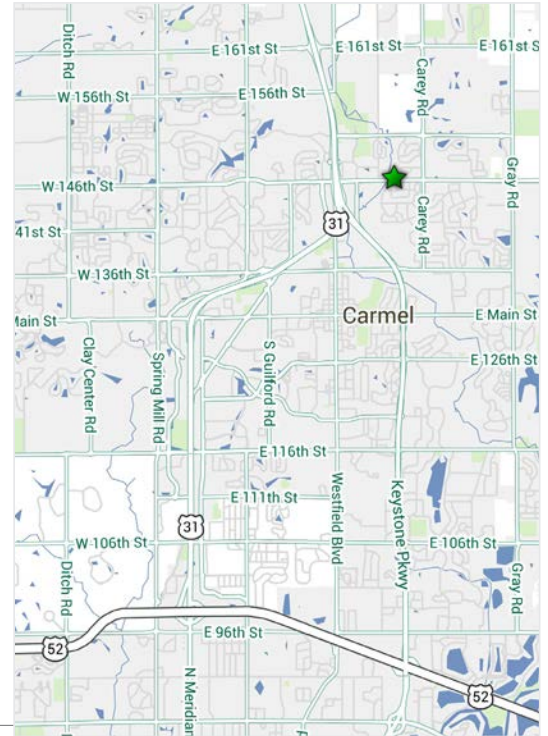 Ditch Rd
E 161st St
E 161st St
E 161st S
Carey Rd
W 156th St
E 156th St
Gray Rd
W 146th St
Carey Rd
41st St
31
W 136th St
Main St
Carmel
E Main St
Clay Center Rd
Spring Mill Rd
S Guilford Rd
E 126th St
E 116th St
Westfield Blvd
Keystone Pkwy
E 111th St
31
W 106th St
E 106th St
Ditch Rd
Gray Rd
E 96th St
52
N Meridian
52